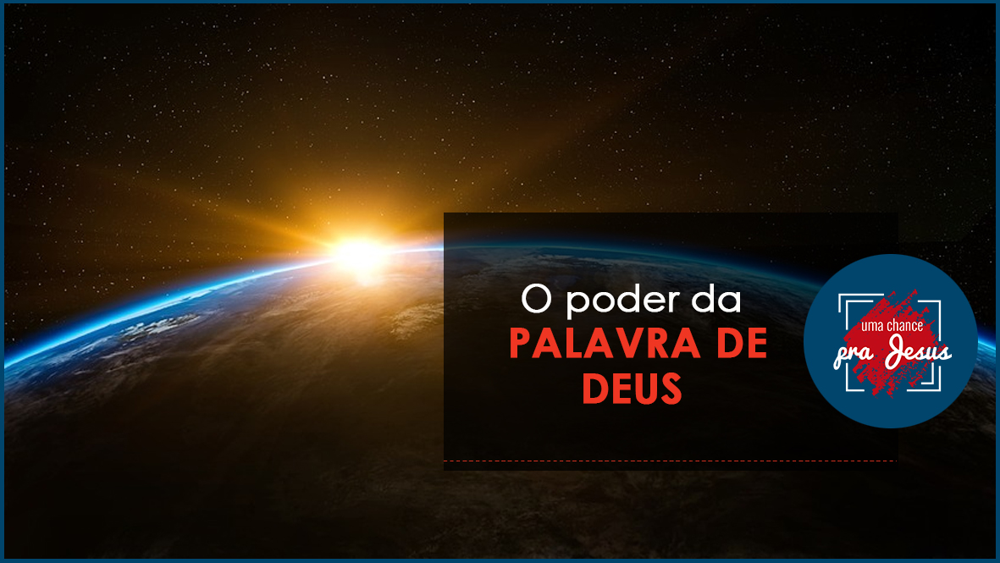 O poder da
PALAVRA DE
DEUS
uma chance
pra Jesus